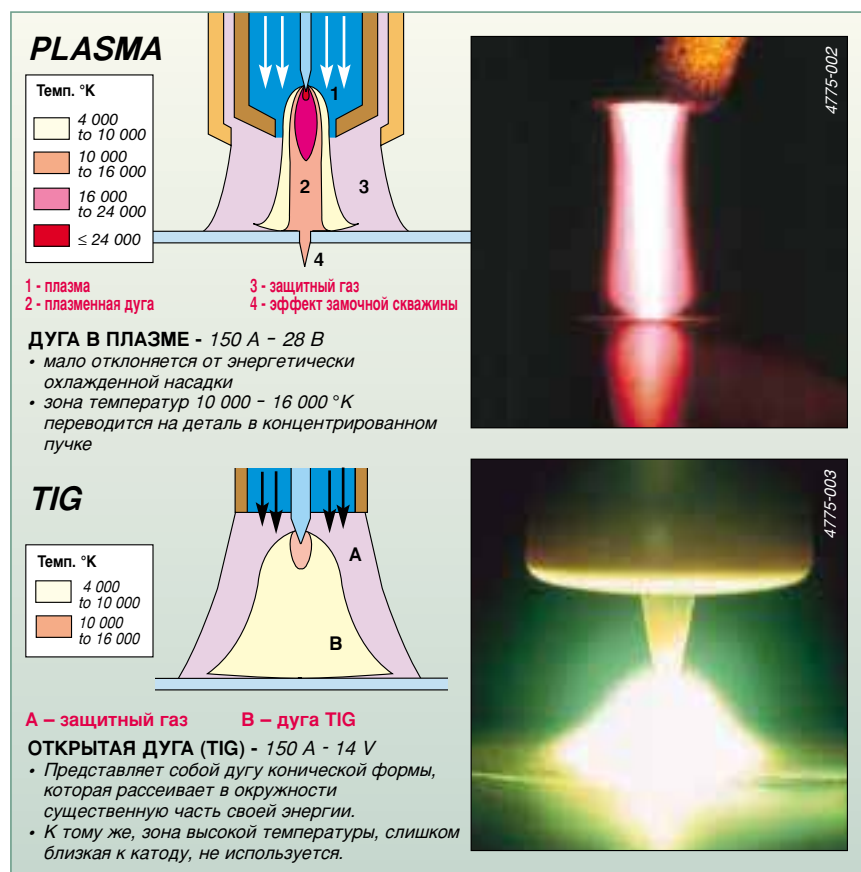 PLASMA
Темп. °K
4 000
to 10 000
10 000
to 16 000
16 000
to 24 000
≤ 24 000
1
2
3
4
1 - плазма
2 - плазменная дуга
3 - защитный газ
4 - эффект замочной скважины
ДУГА В ПЛАЗМЕ - 150 А – 28 В
• мало отклоняется от энергетически
охлажденной насадки
• зона температур 10 000 – 16 000 °К
переводится на деталь в концентрированном
пучке
4775-002
TIG
Темп. °K
4 000
to 10 000
10 000
to 16 000
A
B
A – защитный газ
B – дуга TIG
ОТКРЫТАЯ ДУГА (TIG) - 150 A - 14 V
• Представляет собой дугу конической формы,
которая рассеивает в окружности
существенную часть своей энергии.
• К тому же, зона высокой температуры, слишком
близкая к катоду, не используется.
4775-003